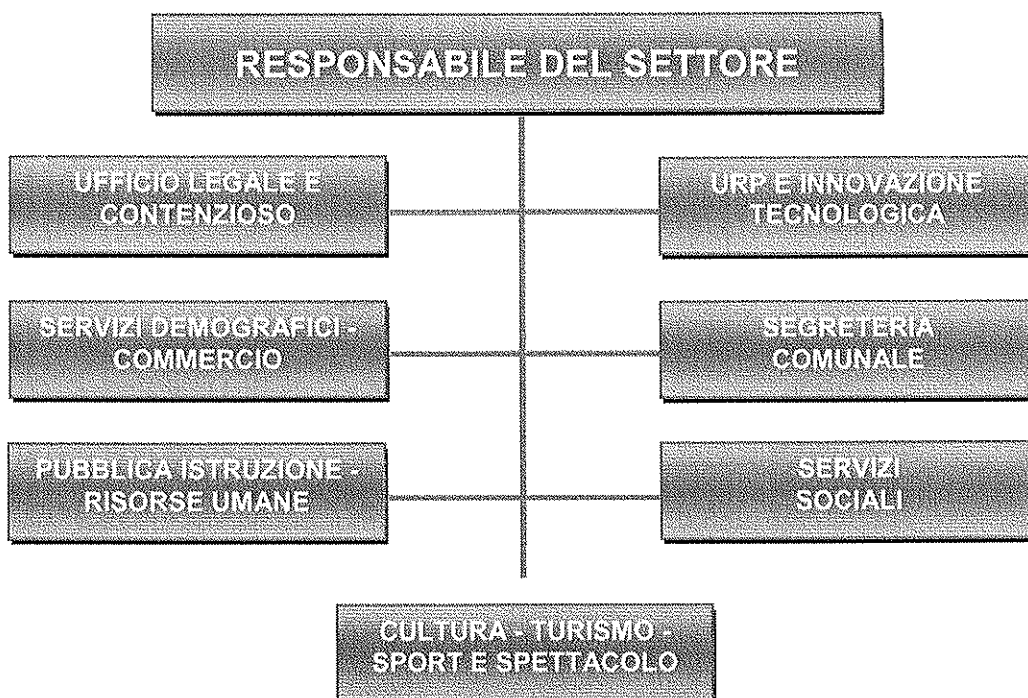 RESPONSABILE DEL SETTORE
UFFICIO LEGALE E
CONTENZIOSO
URP E INNOVAZIONE
TECNOLOGICA
SERVIZI DEMOGRAFICI -
COMMERCIO
SEGRETERIA
COMUNALE
PUBBLICA ISTRUZIONE -
RISORSE UMANE
SERVIZI
SOCIALI
CULTURA - TURISMO -
SPORT E SPETTACOLO